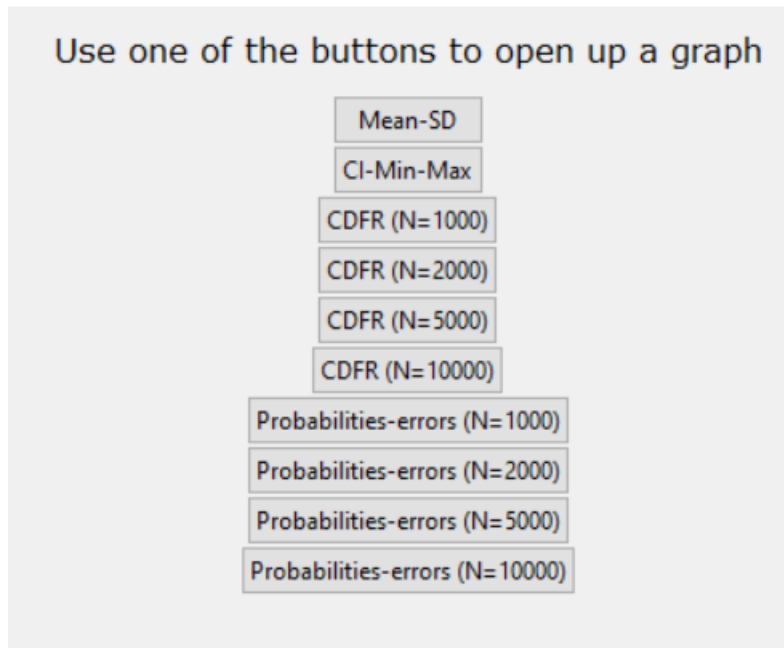 Use one of the buttons to open up a graph
Mean-SD
CI-Min-Max
CDFR (N=1000)
CDFR (N=2000)
CDFR (N=5000)
CDFR (N=10000)
Probabilities-errors (N=1000)
Probabilities-errors (N=2000)
Probabilities-errors (N=5000)
Probabilities-errors (N=10000)